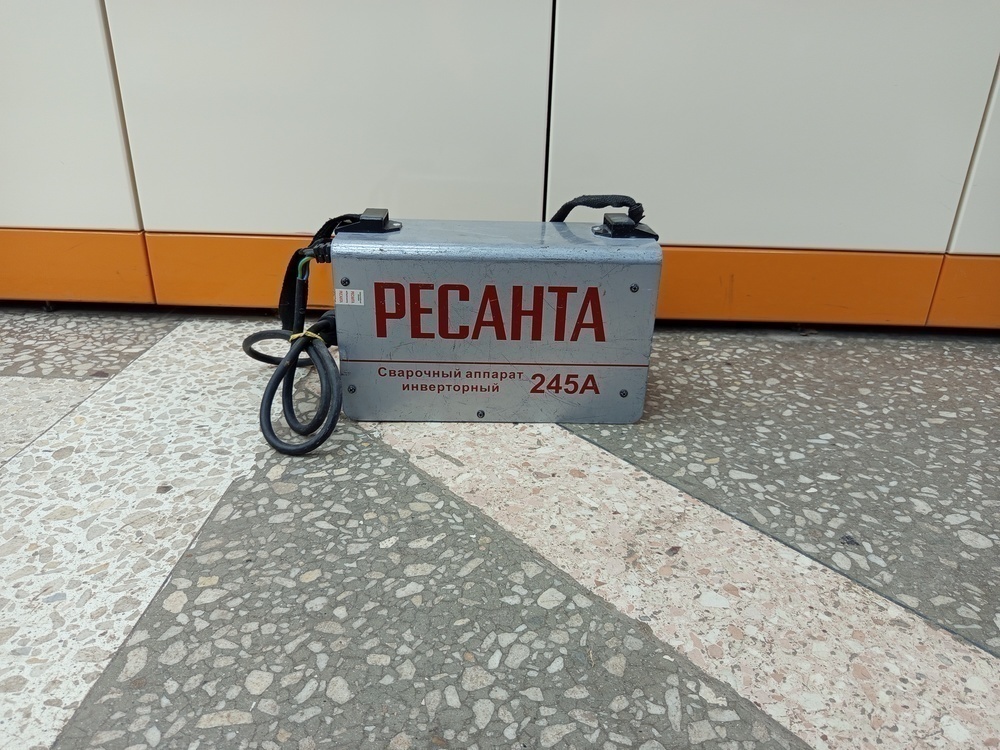 РЕСАНТА
Сварочный аппарат
инверторный 245А